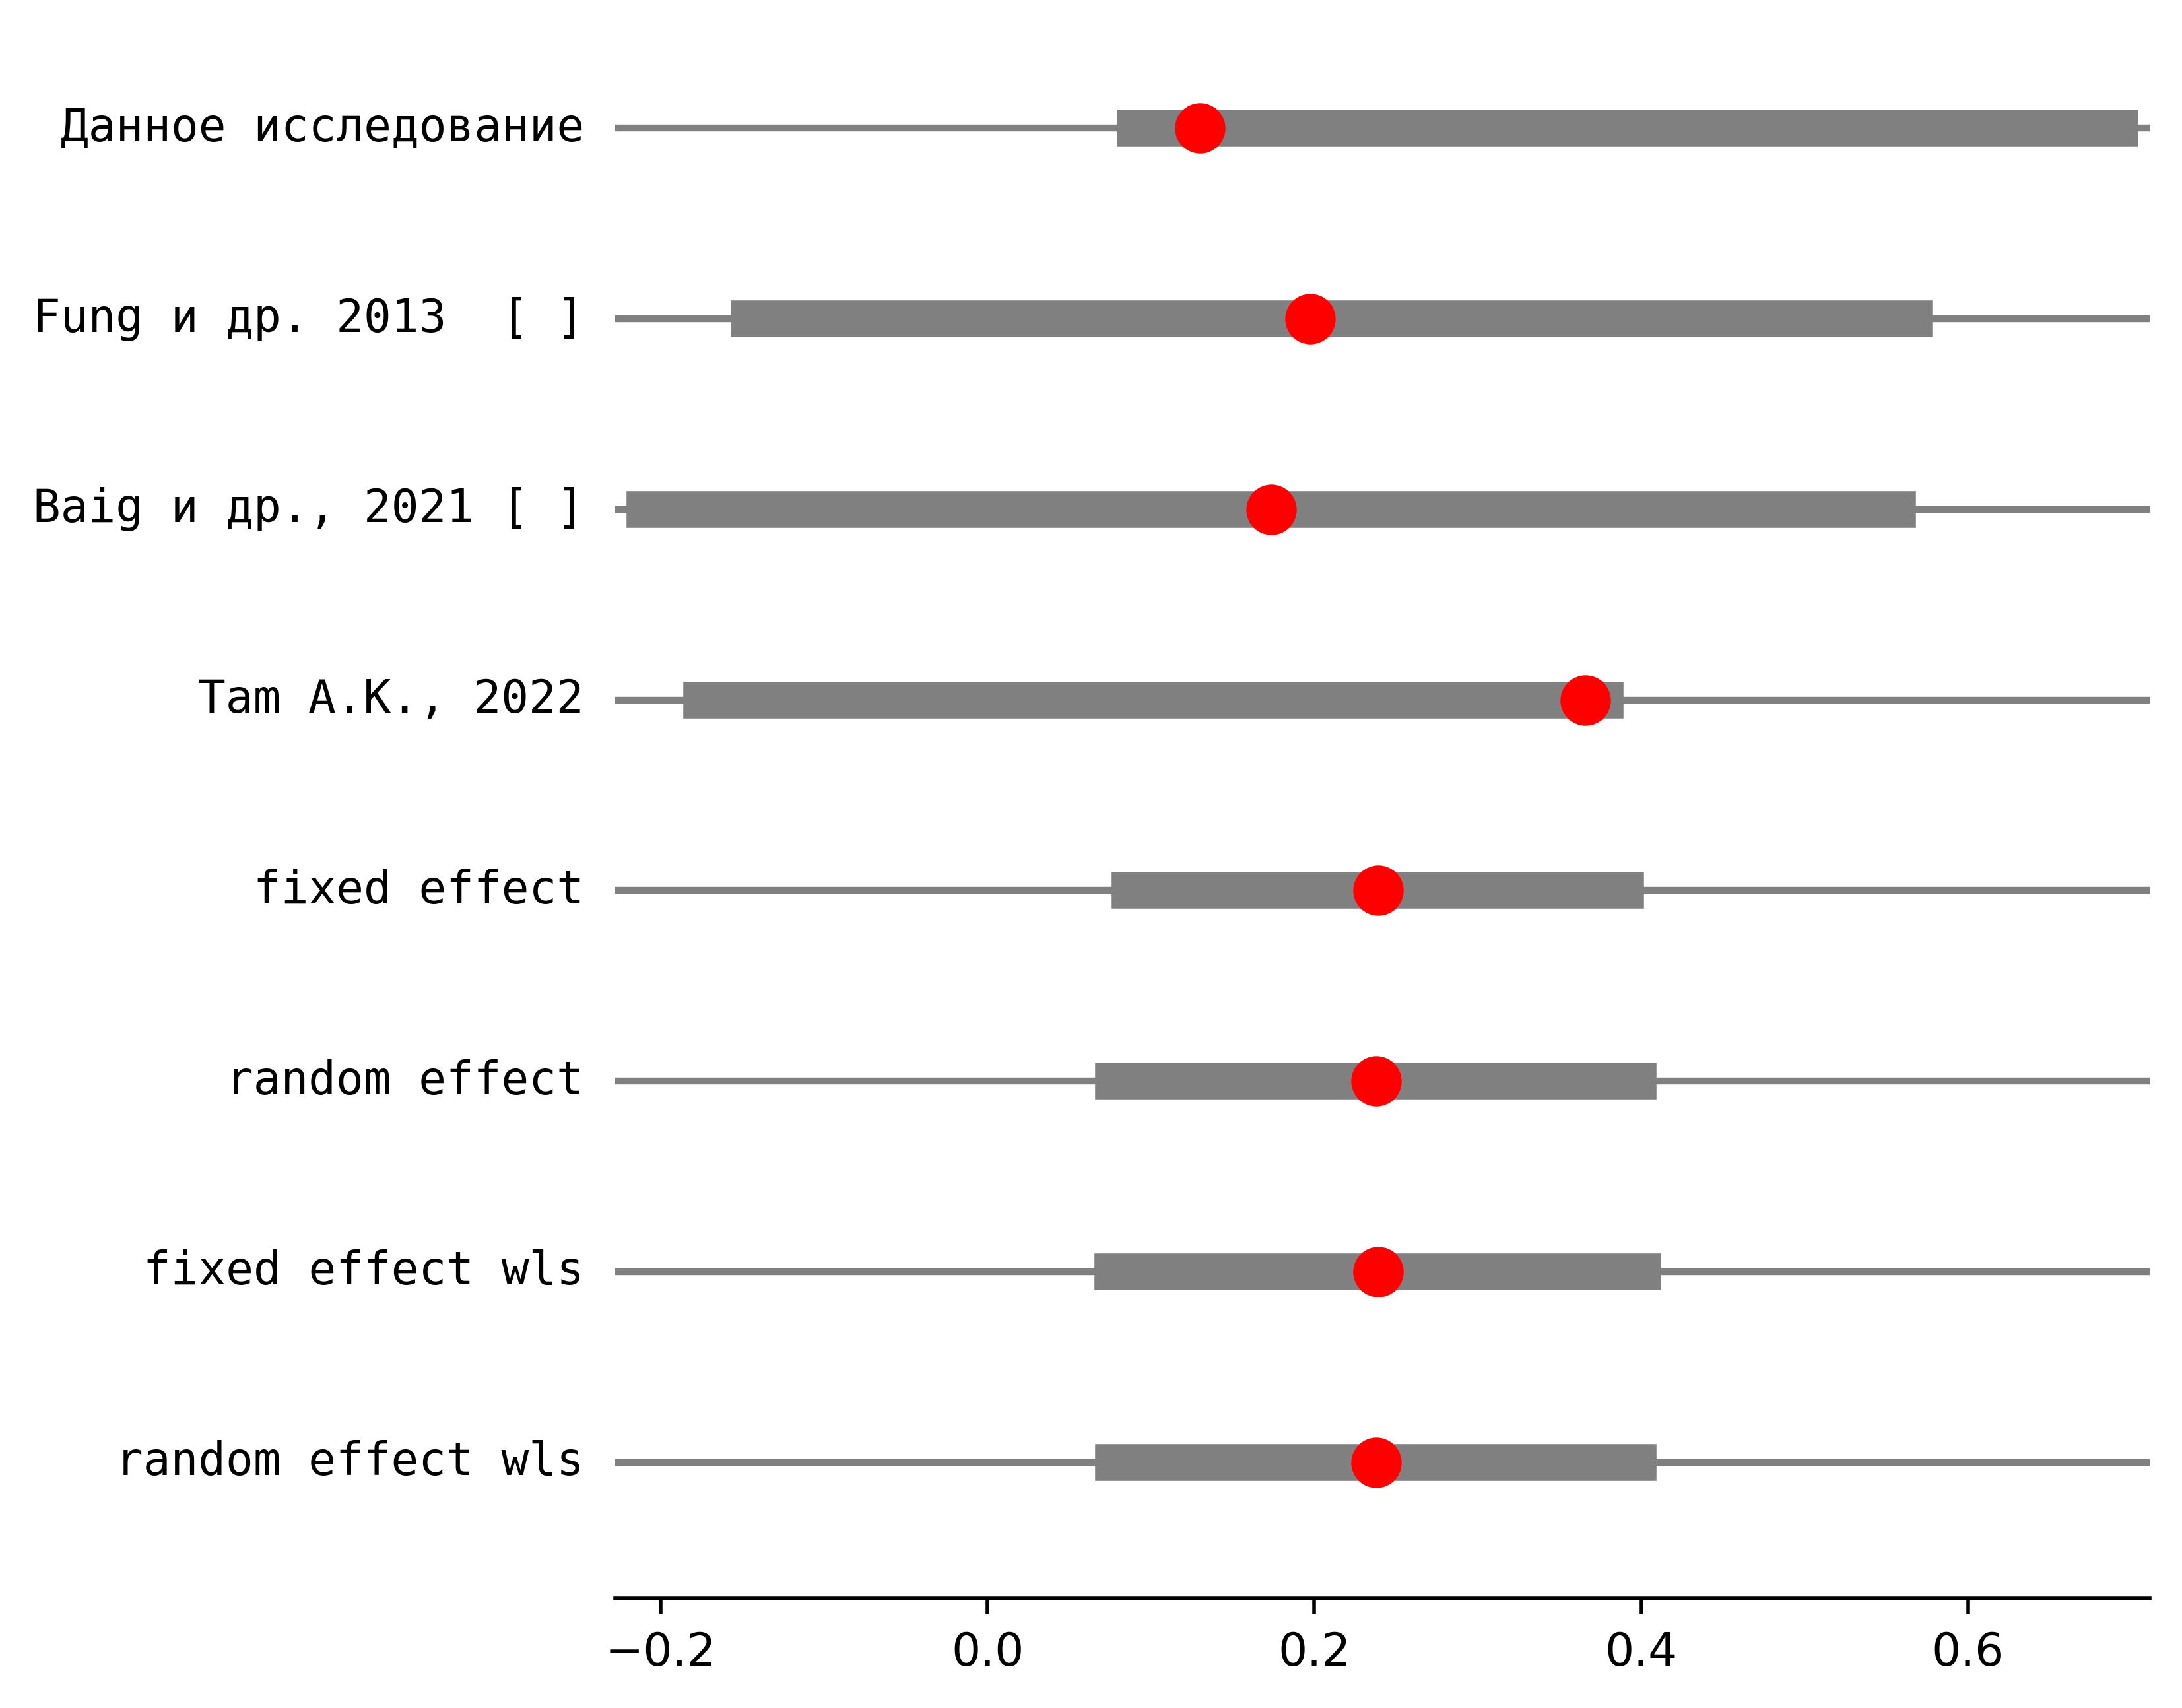 Данное исследование
Fung и др. 2013  [ ]
Baig и др., 2021 [ ]
Tam A.K., 2022
fixed effect
random effect
fixed effect wls
random effect wls
−0.2 0.0 0.2 0.4 0.6